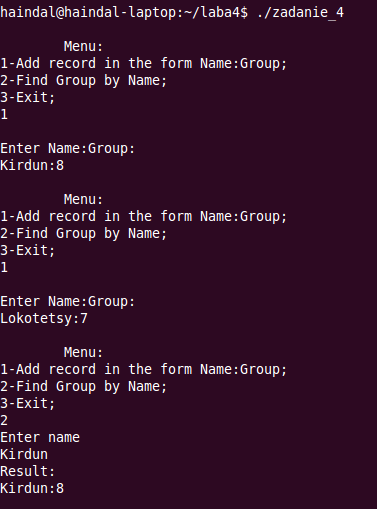 haindal@haindal-laptop:~/laba4$ ./zadanie_4
Menu:
1-Add record in the form Name:Group;
2-Find Group by Name;
3-Exit;
1
Enter Name:Group:
Kirdun:8
Menu:
1-Add record in the form Name:Group;
2-Find Group by Name;
3-Exit;
1
Enter Name:Group:
Lokotetsy:7
Menu:
1-Add record in the form Name:Group;
2-Find Group by Name;
3-Exit;
2
Enter name
Kirdun
Result:
Kirdun:8